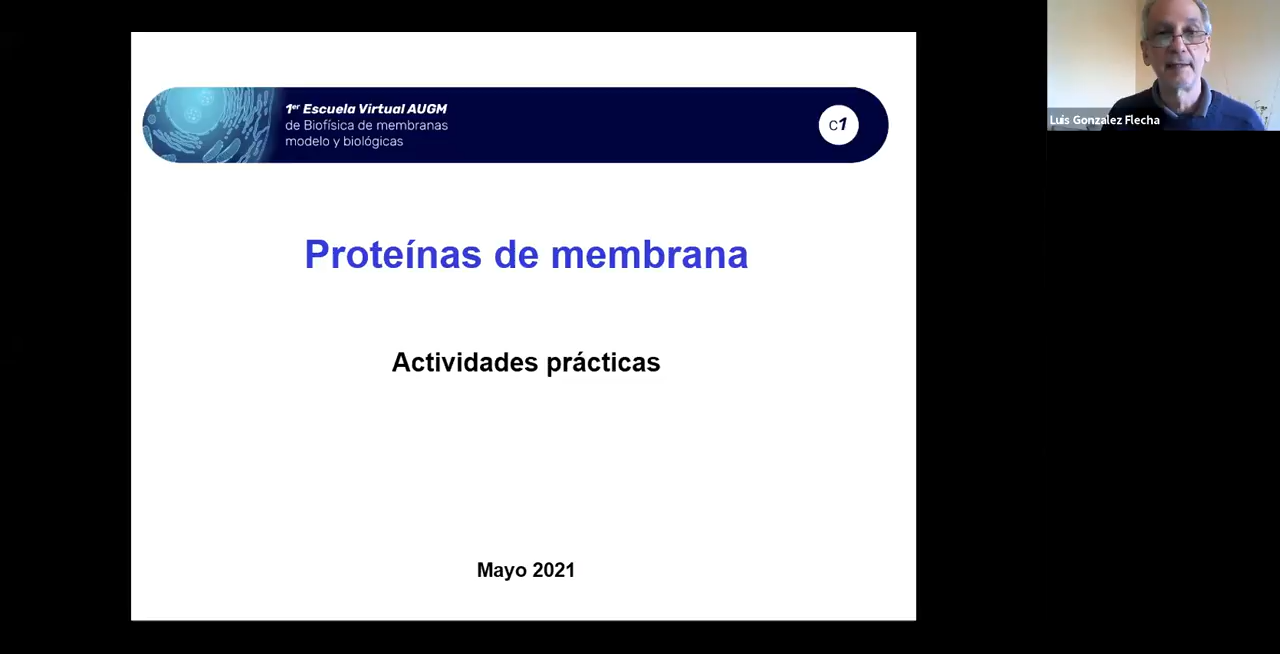 1er Escuela Virtual AUGM
de Biofísica de membranas
modelo y biológicas
C1
Proteínas de membrana
Actividades prácticas
Mayo 2021
Luis Gonzalez Flecha